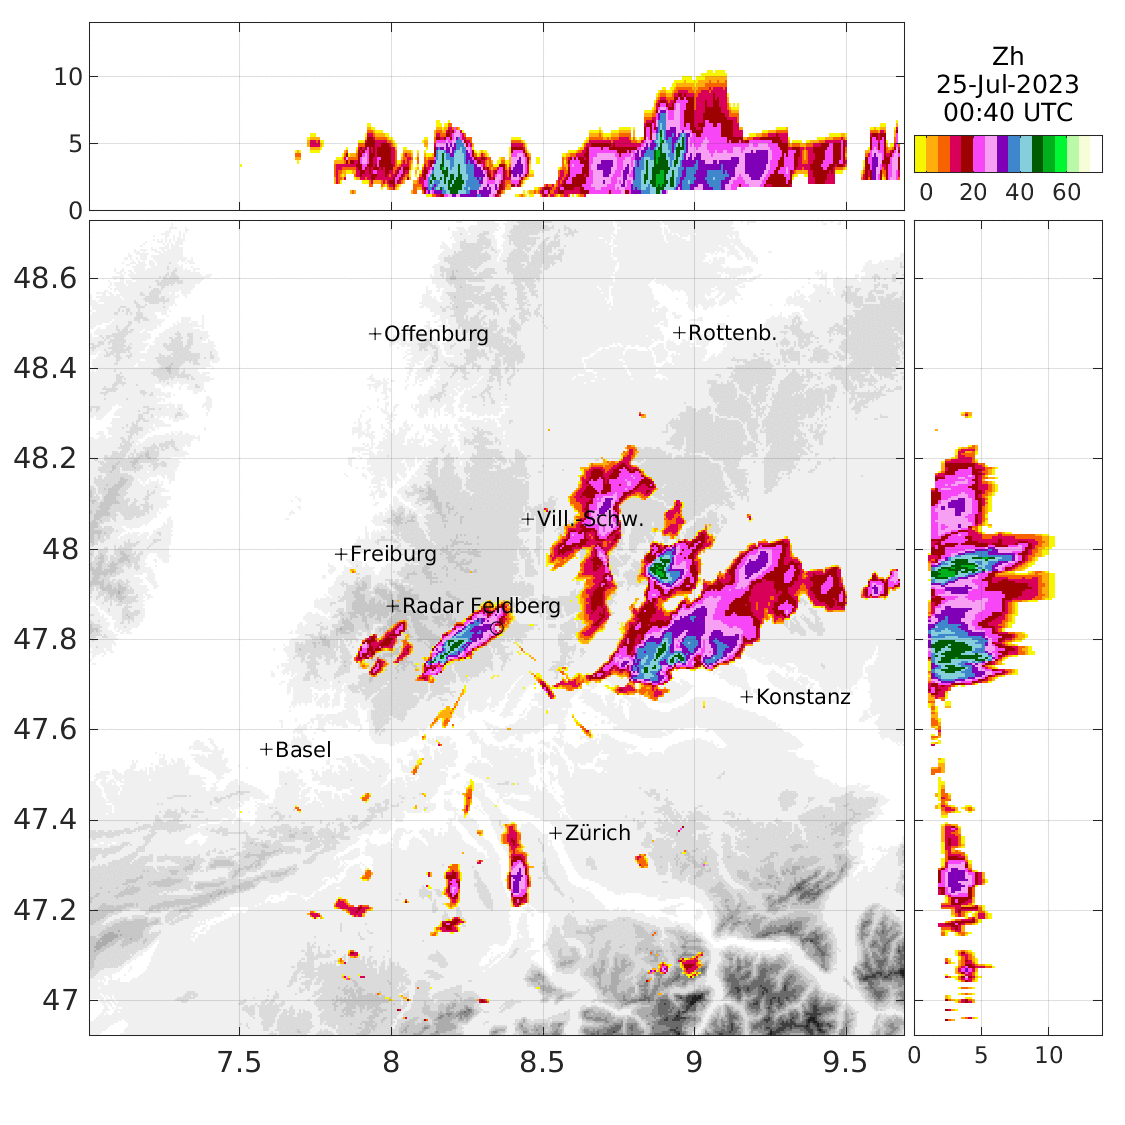 10
5
0
Zh
25-Jul-2023
00:40 UTC
0 20 40 60
48.6
48.4
48.2
48
47.8
47.6
47.4
47.2
47
+Offenburg
+Rottenb.
+Vill.-Schw.
+Freiburg
+Radar Feldberg
+Konstanz
+Basel
+Zürich
7.5 8 8.5 9 9.5
0 5 10